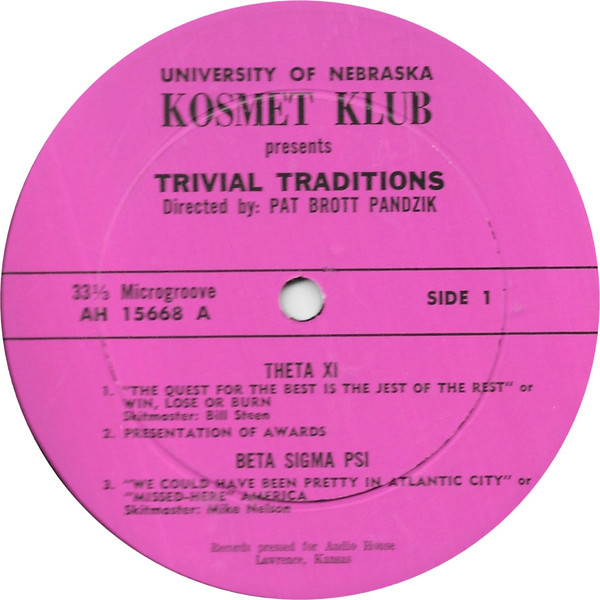 UNIVERSITY OF NEBRASKA
KOSMET KLUB
presents
TRIVIAL TRADITIONS
Directed by: PAT BROTT PANDZIK
33⅓ Microgroove
AH 15668 A
SIDE 1
THETA XI
1. "THE QUEST FOR THE BEST IS THE JEST OF THE REST" or
WIN, LOSE OR BURN
Skitmaster: Bill Steen
2. PRESENTATION OF AWARDS
BETA SIGMA PSI
3. "WE COULD HAVE BEEN PRETTY IN ATLANTIC CITY" or
"MISSED-HERE" AMERICA
Skitmaster: Mike Nelson
Records pressed for Audio House
Lawrence, Kansas